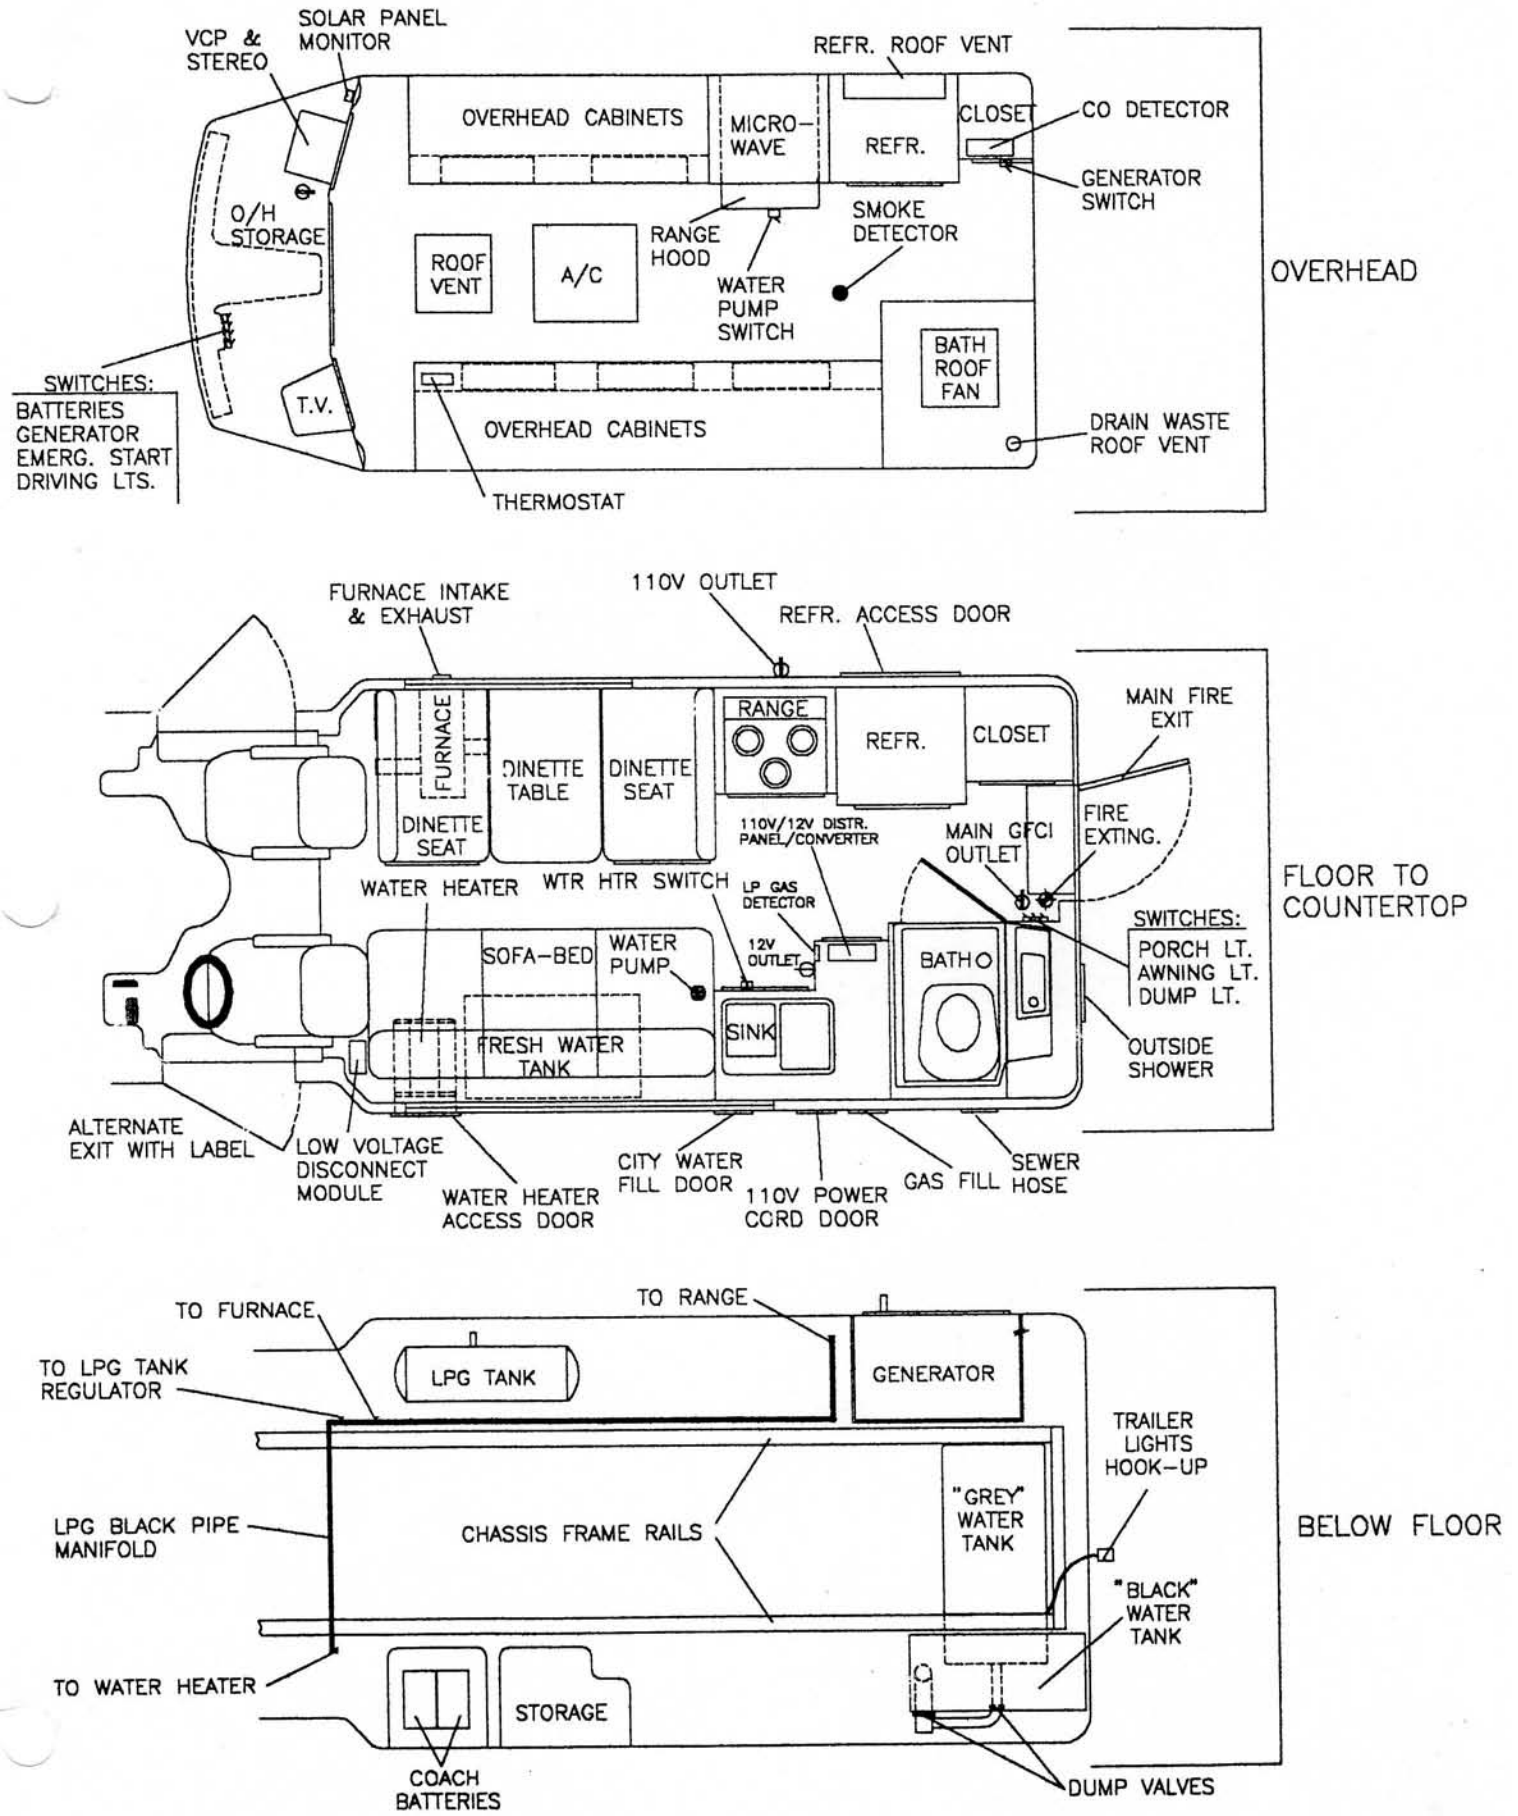 SOLAR PANEL
MONITOR
VCP &
STEREO
REFR. ROOF VENT
OVERHEAD CABINETS
MICRO-
WAVE
REFR.
CLOSET
CO DETECTOR
GENERATOR
SWITCH
O/H
STORAGE
RANGE
HOOD
SMOKE
DETECTOR
ROOF
VENT
A/C
WATER
PUMP
SWITCH
OVERHEAD
BATH
ROOF
FAN
SWITCHES:
BATTERIES
GENERATOR
EMERG. START
DRIVING LTS.
T.V.
OVERHEAD CABINETS
DRAIN WASTE
ROOF VENT
THERMOSTAT
FURNACE INTAKE
& EXHAUST
110V OUTLET
REFR. ACCESS DOOR
MAIN FIRE
EXIT
FURNACE
RANGE
REFR.
CLOSET
DINETTE
TABLE
DINETTE
SEAT
DINETTE
SEAT
110V/12V DISTR.
PANEL/CONVERTER
MAIN GFCI
OUTLET
FIRE
EXTING.
WATER HEATER
WTR HTR SWITCH
LP GAS
DETECTOR
FLOOR TO
COUNTERTOP
SWITCHES:
PORCH LT.
AWNING LT.
DUMP LT.
SOFA-BED
WATER
PUMP
12V
OUTLET
BATH
SINK
FRESH WATER
TANK
OUTSIDE
SHOWER
ALTERNATE
EXIT WITH LABEL
LOW VOLTAGE
DISCONNECT
MODULE
WATER HEATER
ACCESS DOOR
CITY WATER
FILL DOOR
110V POWER
CORD DOOR
GAS FILL
SEWER
HOSE
TO FURNACE
TO RANGE
TO LPG TANK
REGULATOR
LPG TANK
GENERATOR
TRAILER
LIGHTS
HOOK-UP
"GREY"
WATER
TANK
LPG BLACK PIPE
MANIFOLD
CHASSIS FRAME RAILS
BELOW FLOOR
"BLACK"
WATER
TANK
TO WATER HEATER
STORAGE
COACH
BATTERIES
DUMP VALVES